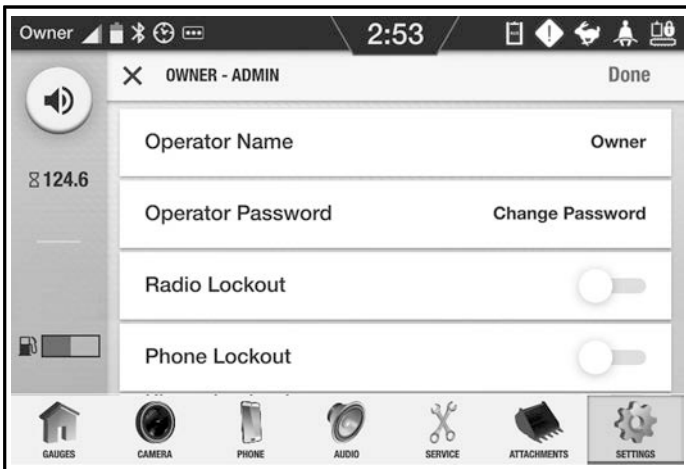 Owner 2:53
OWNER - ADMIN Done
Operator Name Owner
124.6
Operator Password Change Password
Radio Lockout
Phone Lockout
GAUGES CAMERA PHONE AUDIO SERVICE ATTACHMENTS SETTINGS